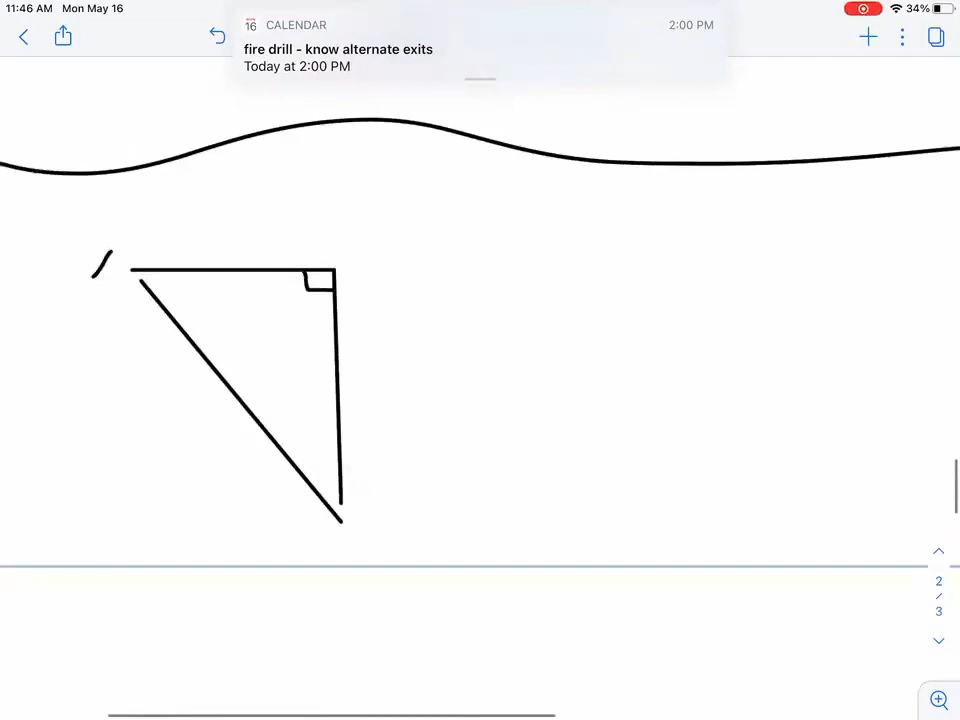 11:46 AM Mon May 16
34%
16 CALENDAR 2:00 PM
fire drill - know alternate exits
Today at 2:00 PM
2
/
3